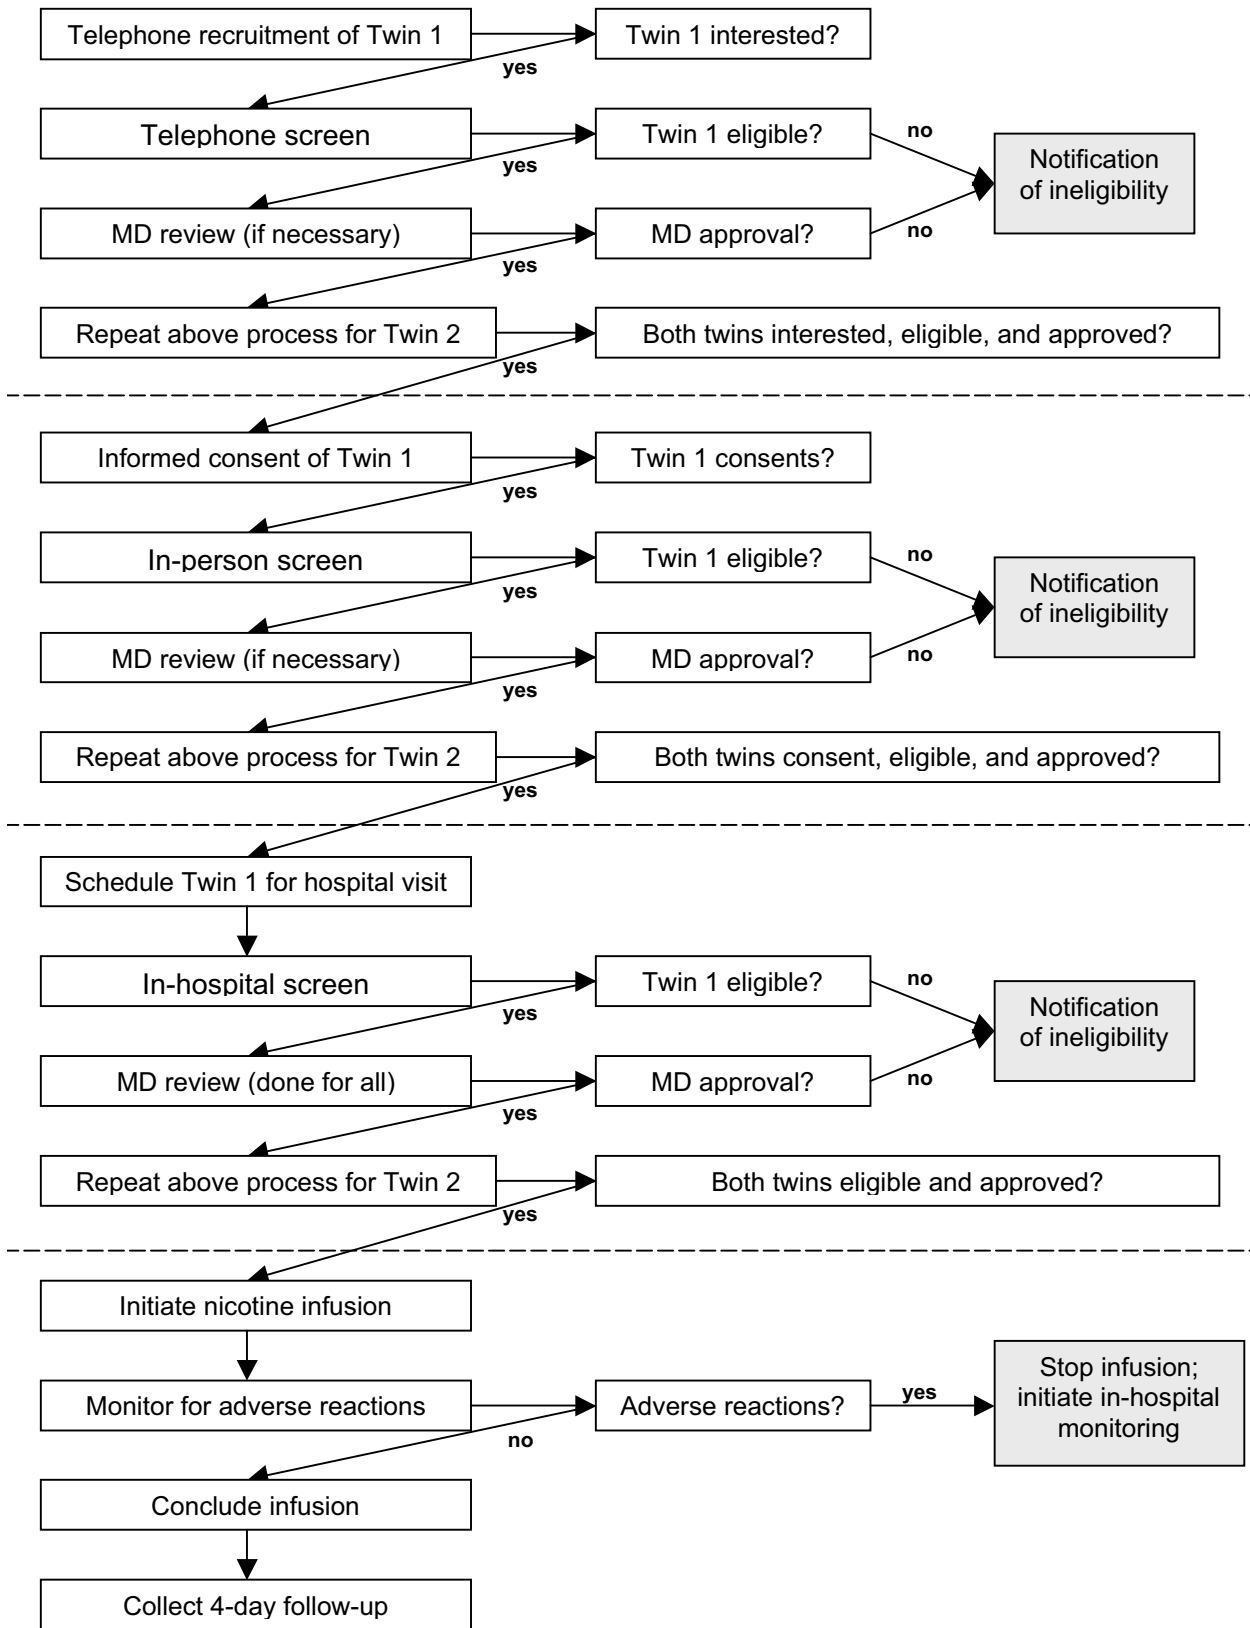 Telephone recruitment of Twin 1
Twin 1 interested?
yes
Telephone screen
Twin 1 eligible?
no
Notification
of ineligibility
yes
MD review (if necessary)
MD approval?
no
yes
Repeat above process for Twin 2
Both twins interested, eligible, and approved?
yes
Informed consent of Twin 1
Twin 1 consents?
yes
In-person screen
Twin 1 eligible?
no
Notification
of ineligibility
yes
MD review (if necessary)
MD approval?
no
yes
Repeat above process for Twin 2
Both twins consent, eligible, and approved?
yes
Schedule Twin 1 for hospital visit
In-hospital screen
Twin 1 eligible?
no
Notification
of ineligibility
yes
MD review (done for all)
MD approval?
no
yes
Repeat above process for Twin 2
Both twins eligible and approved?
yes
Initiate nicotine infusion
Monitor for adverse reactions
Adverse reactions?
yes
Stop infusion;
initiate in-hospital
monitoring
no
Conclude infusion
Collect 4-day follow-up